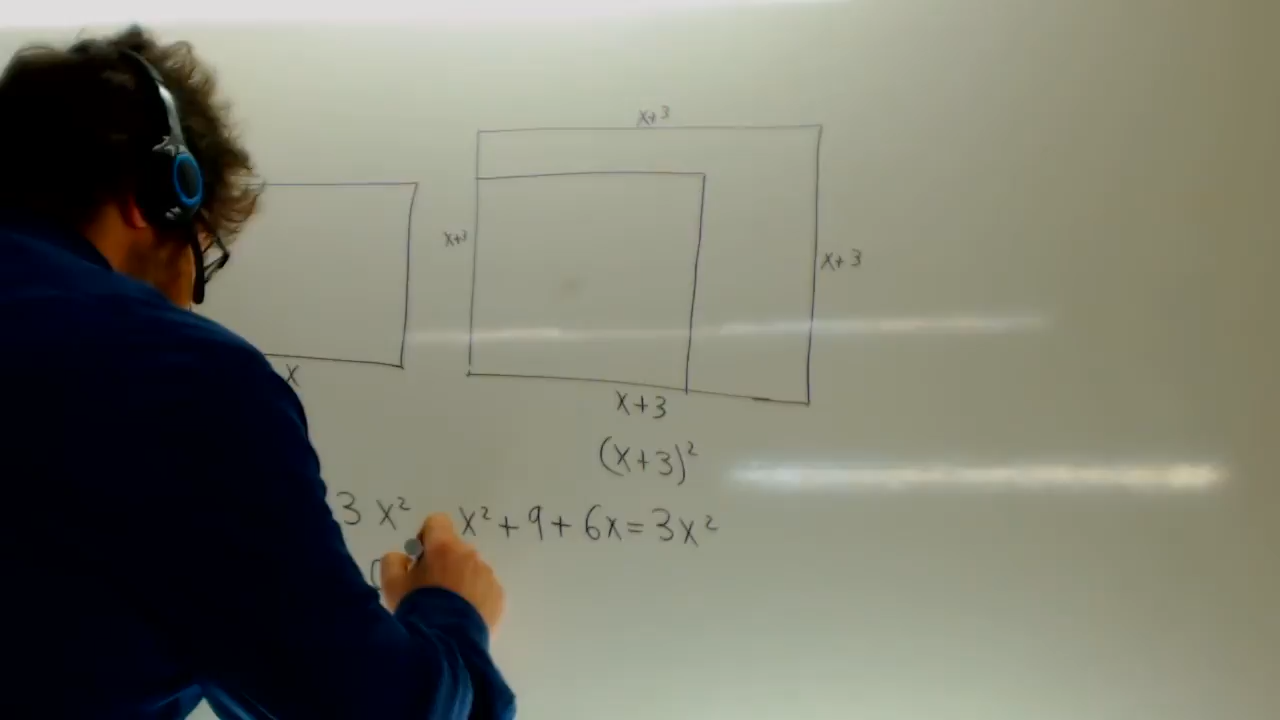 x+3
x+3
x+3
x
x+3
(x+3)²
3x² x²+9+6x=3x²